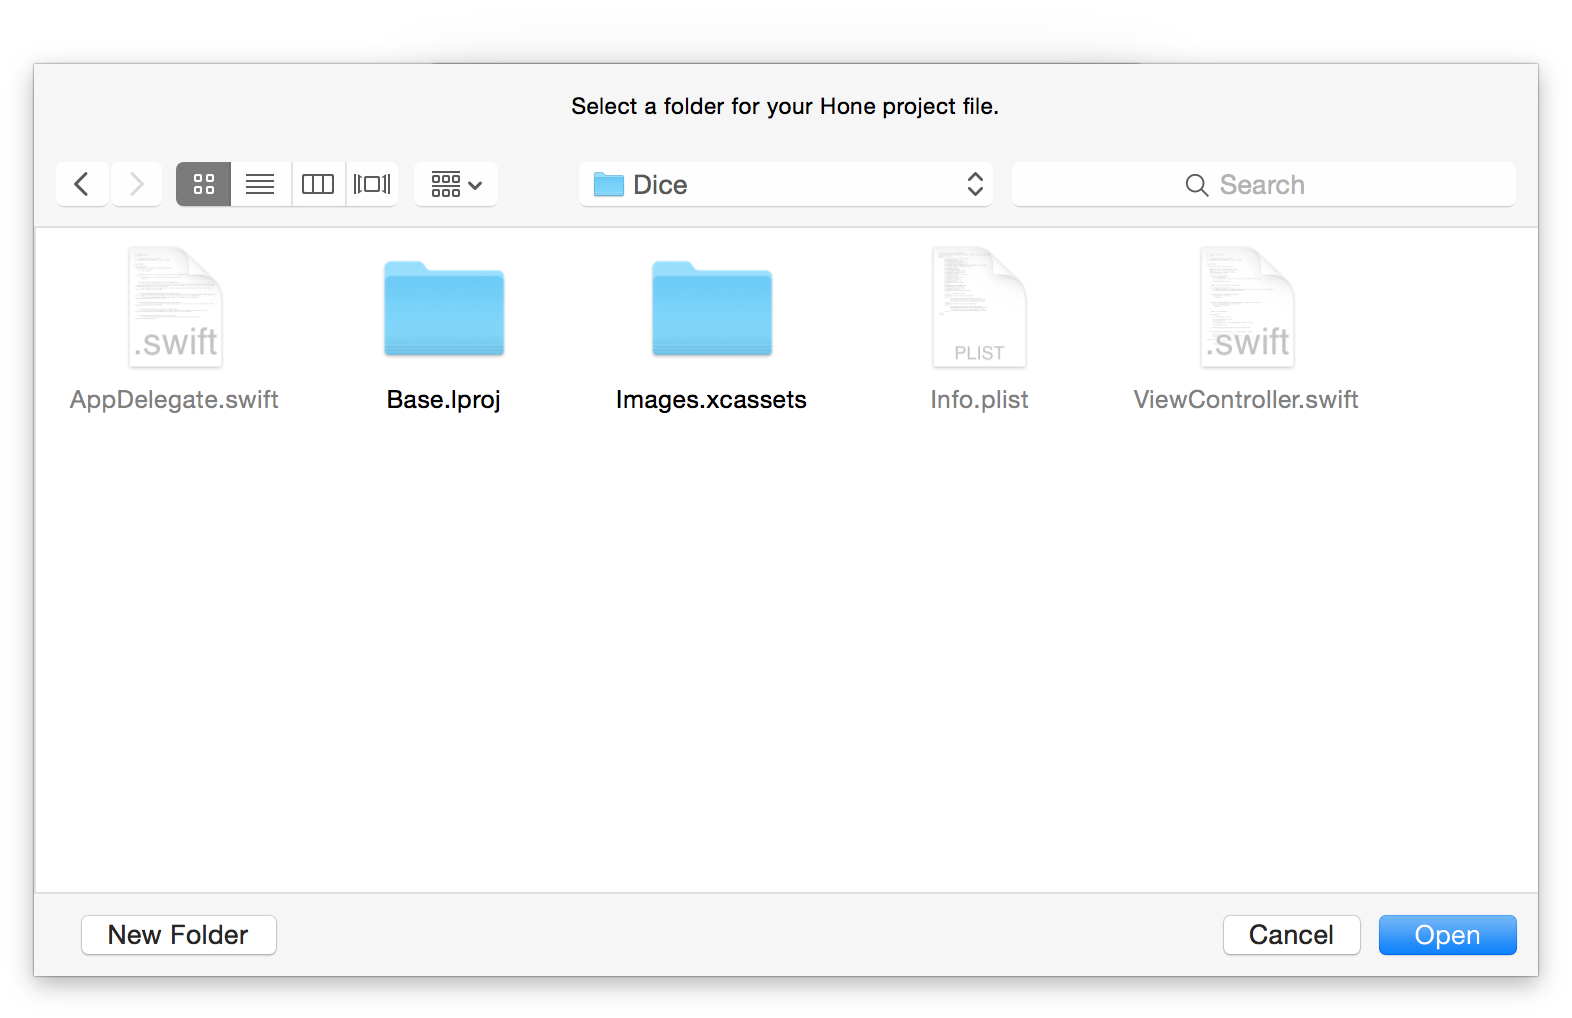 Select a folder for your Hone project file.
Dice
Search
.swift
PLIST
.swift
AppDelegate.swift
Base.lproj
Images.xcassets
Info.plist
ViewController.swift
New Folder
Cancel
Open